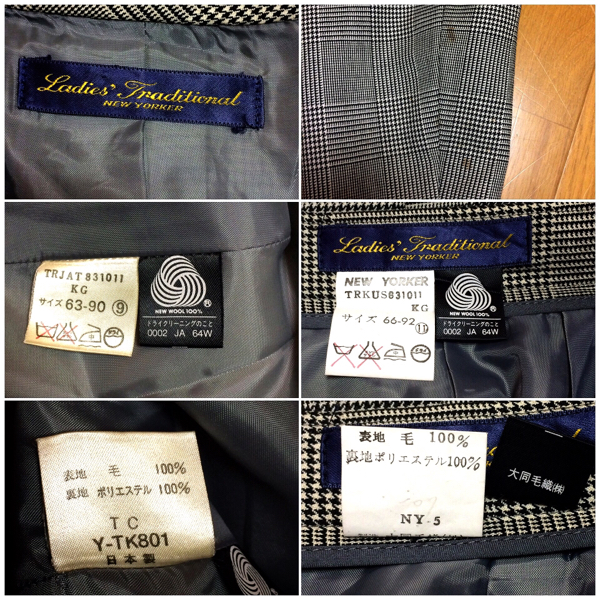 Ladies' Traditional
NEW YORKER
TRJAT831011
KG
サイズ 63-90 ⑨
NEW WOOL 100%
ドライクリーニングのこと
0002 JA 64W
Ladies' Traditional
NEW YORKER
NEW YORKER
TRKUS631011
KG
サイズ 66-92 ⑪
NEW WOOL 100%
ドライクリーニングのこと
0002 JA 64W
表地 毛 100%
裏地 ポリエステル 100%
TC
Y-TK801
日本製
表地 毛 100%
裏地ポリエステル100%
NY-5
大同毛織㈱